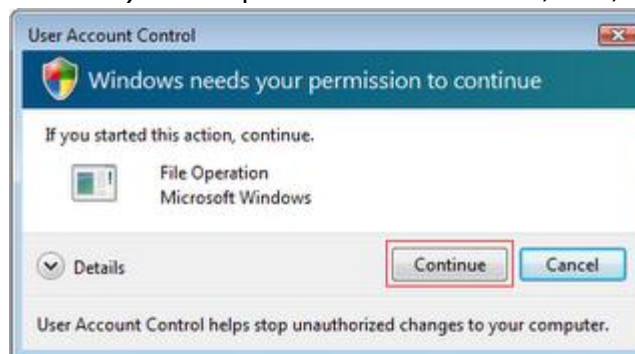 User Account Control
Windows needs your permission to continue
If you started this action, continue.
File Operation
Microsoft Windows
Details
Continue
Cancel
User Account Control helps stop unauthorized changes to your computer.